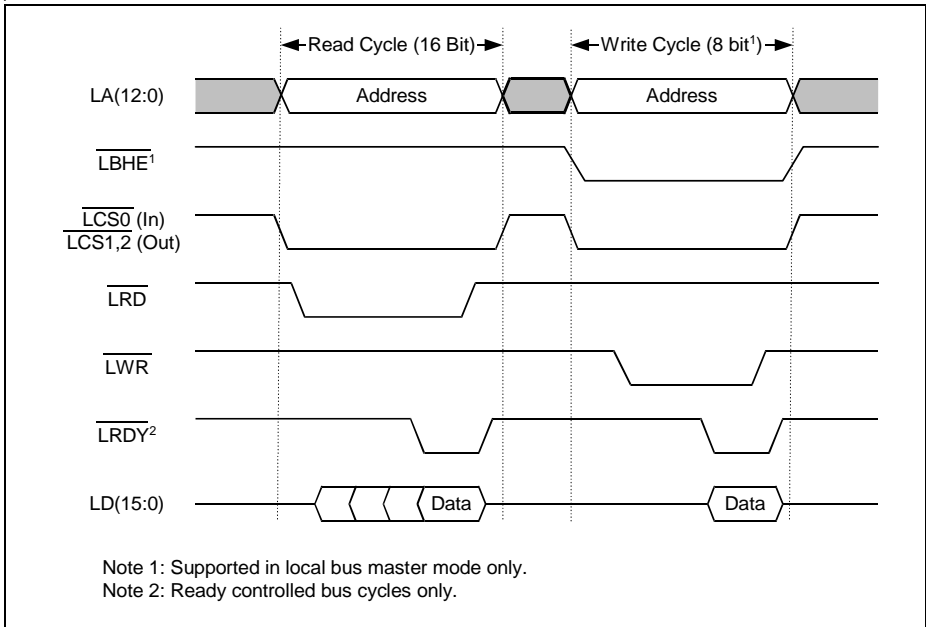 Read Cycle (16 Bit) Write Cycle (8 bit¹)
LA(12:0) Address Address
LBHE¹
LCS0 (In)
LCS1,2 (Out)
LRD
LWR
LRDY²
LD(15:0) Data Data
Note 1: Supported in local bus master mode only.
Note 2: Ready controlled bus cycles only.